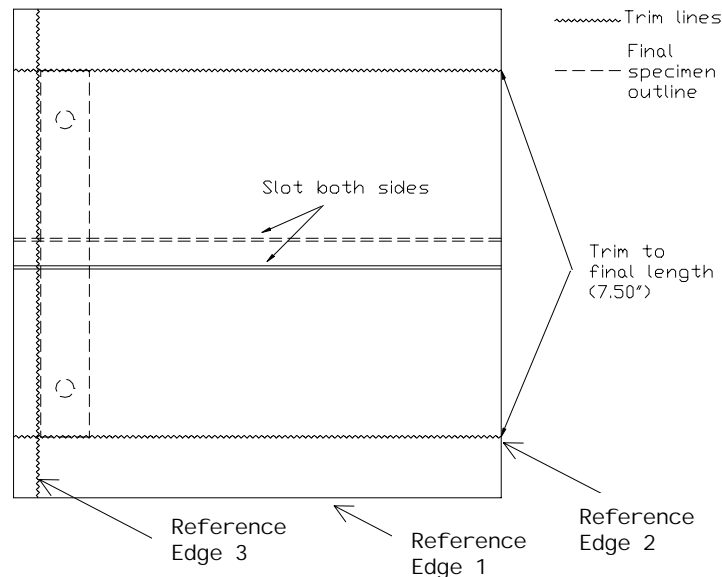 Trim lines
Final
specimen
outline
Slot both sides
Trim to
final length
(7.50")
Reference
Edge 3
Reference
Edge 1
Reference
Edge 2